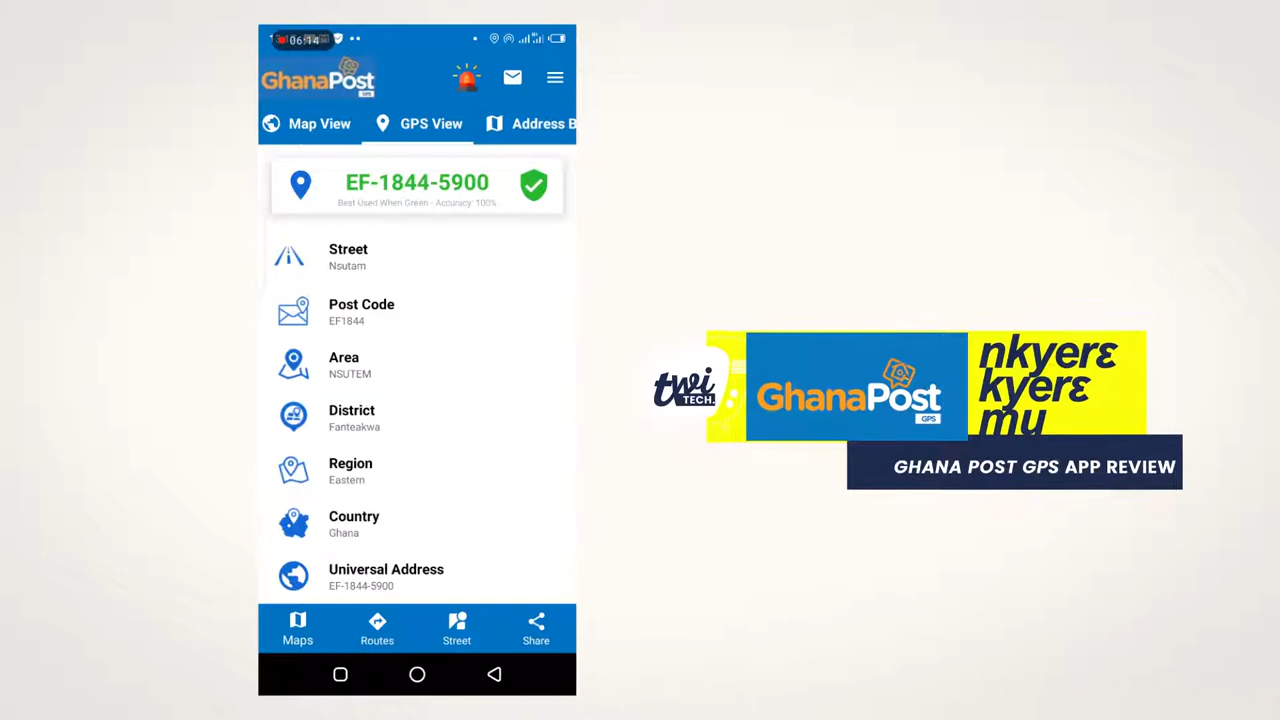 06:14
GhanaPost
GPS
Map View
GPS View
Address B
EF-1844-5900
Best Used When Green - Accuracy: 100%
Street
Nsutam
Post Code
EF1844
Area
NSUTEM
District
Fanteakwa
Region
Eastern
Country
Ghana
Universal Address
EF-1844-5900
Maps
Routes
Street
Share
twi
TECH.
GhanaPost
GPS
nkyerɛ
kyerɛ
mu
GHANA POST GPS APP REVIEW